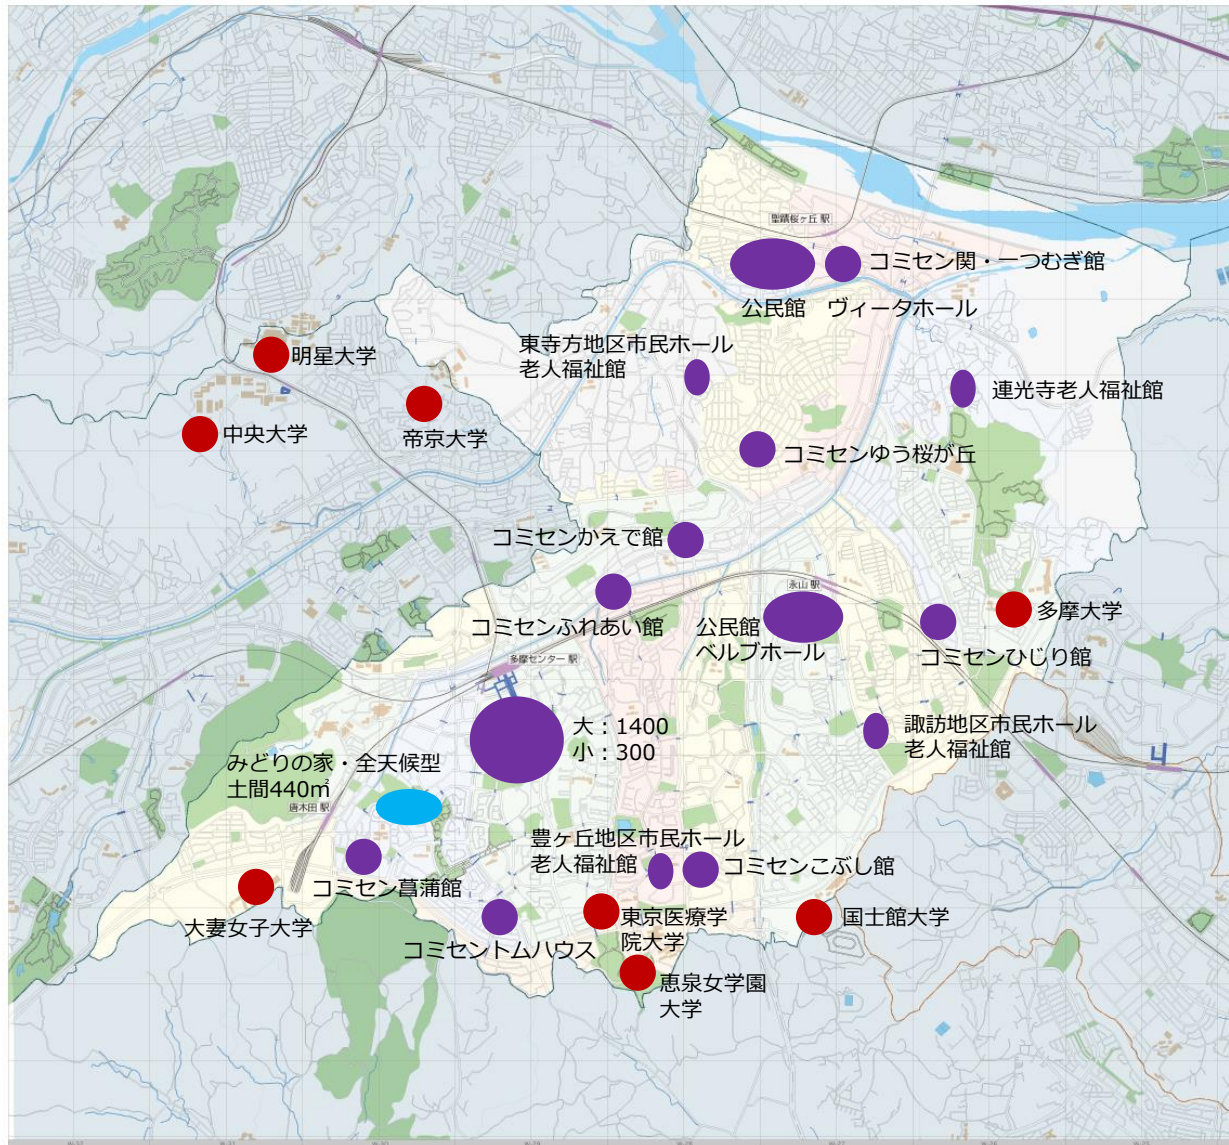 聖蹟桜ヶ丘 駅
コミセン関・一つむぎ館
公民館
ヴィータホール
東寺方地区市民ホール
老人福祉館
明星大学
連光寺老人福祉館
帝京大学
中央大学
コミセンゆう桜が丘
コミセンかえで館
永山 駅
多摩大学
コミセンふれあい館
公民館
ベルブホール
コミセンひじり館
多摩センター 駅
大：1400
小：300
諏訪地区市民ホール
老人福祉館
みどりの家・全天候型
土間440㎡
唐木田 駅
豊ヶ丘地区市民ホール
老人福祉館
コミセンこぶし館
コミセン菖蒲館
大妻女子大学
東京医療学
院大学
国士館大学
コミセントムハウス
恵泉女学園
大学